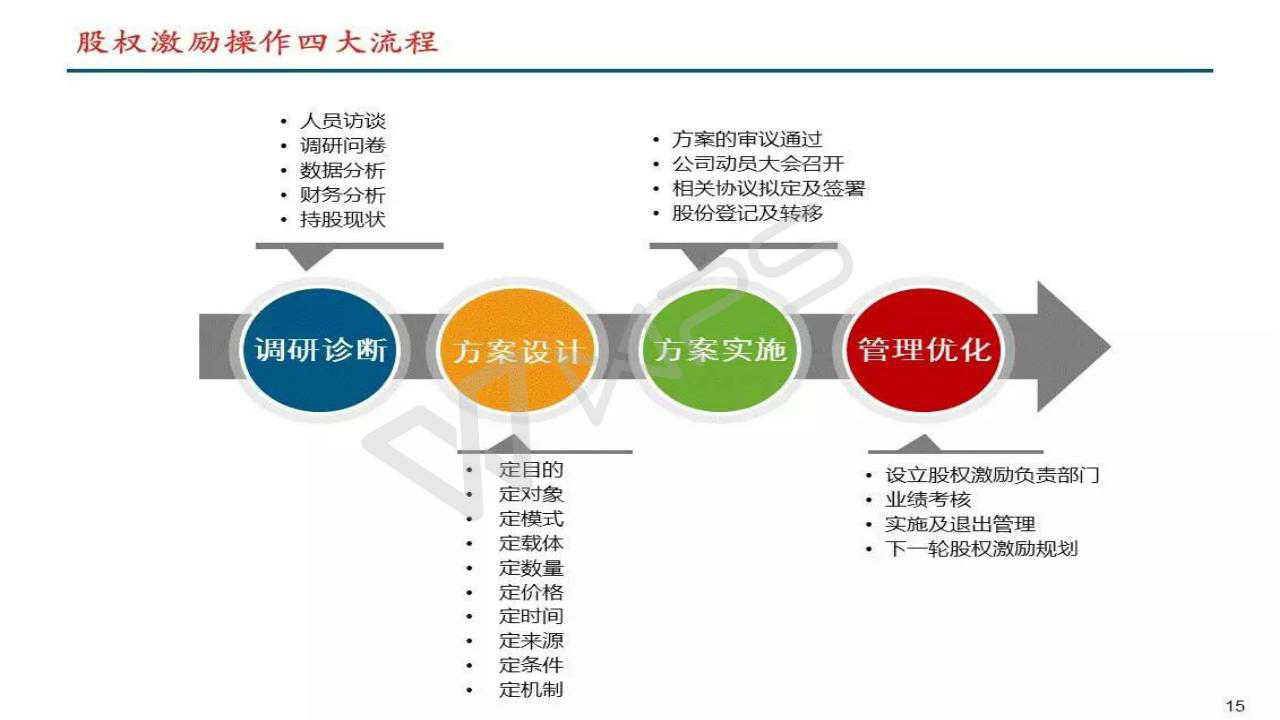 股权激励操作四大流程
• 人员访谈
• 调研问卷
• 数据分析
• 财务分析
• 持股现状
• 方案的审议通过
• 公司动员大会召开
• 相关协议拟定及签署
• 股份登记及转移
调研诊断
方案设计
方案实施
管理优化
• 定目的
• 定对象
• 定模式
• 定载体
• 定数量
• 定价格
• 定时间
• 定来源
• 定条件
• 定机制
• 设立股权激励负责部门
• 业绩考核
• 实施及退出管理
• 下一轮股权激励规划
15